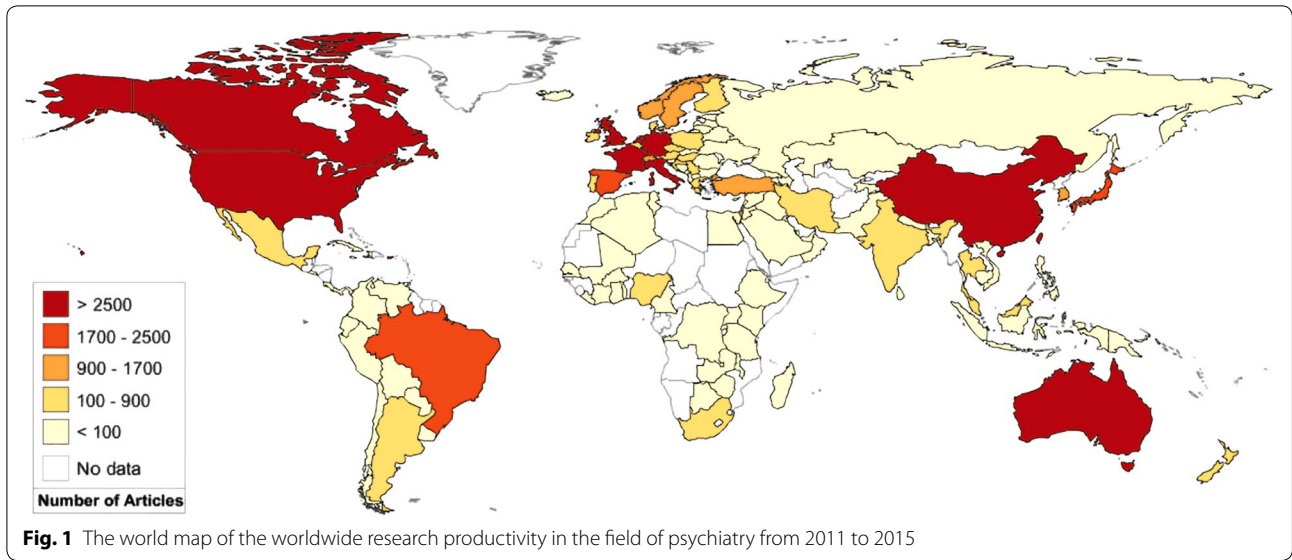 > 2500
1700 - 2500
900 - 1700
100 - 900
< 100
No data
Number of Articles
Fig. 1 The world map of the worldwide research productivity in the field of psychiatry from 2011 to 2015